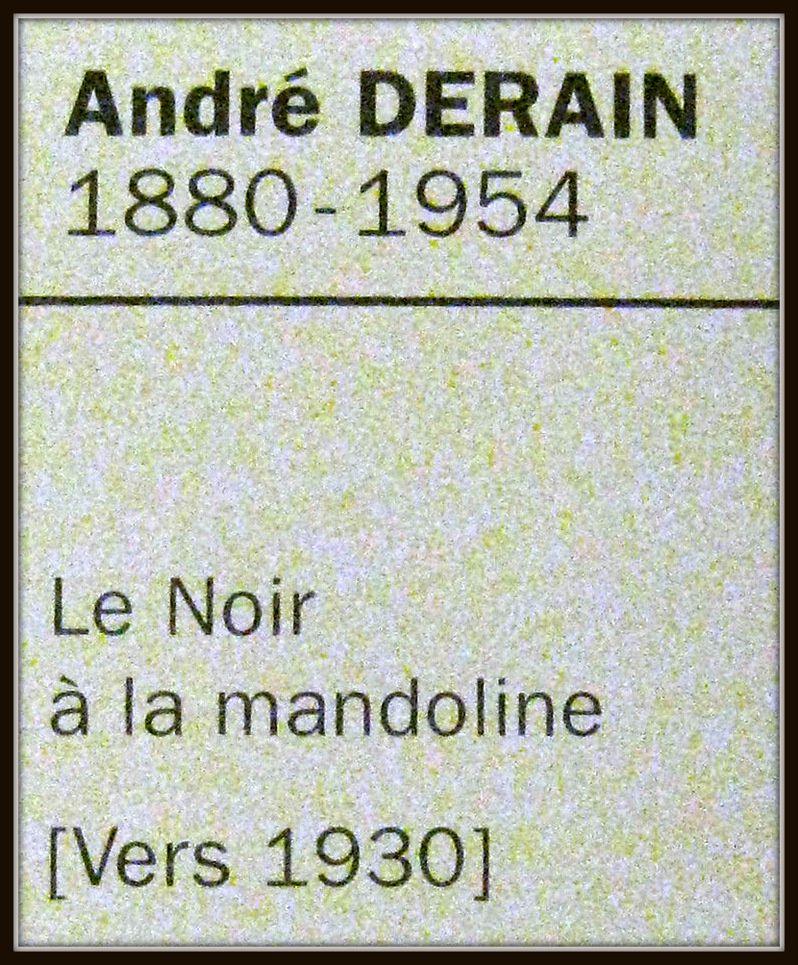 André DERAIN
1880-1954
Le Noir
à la mandoline
[Vers 1930]